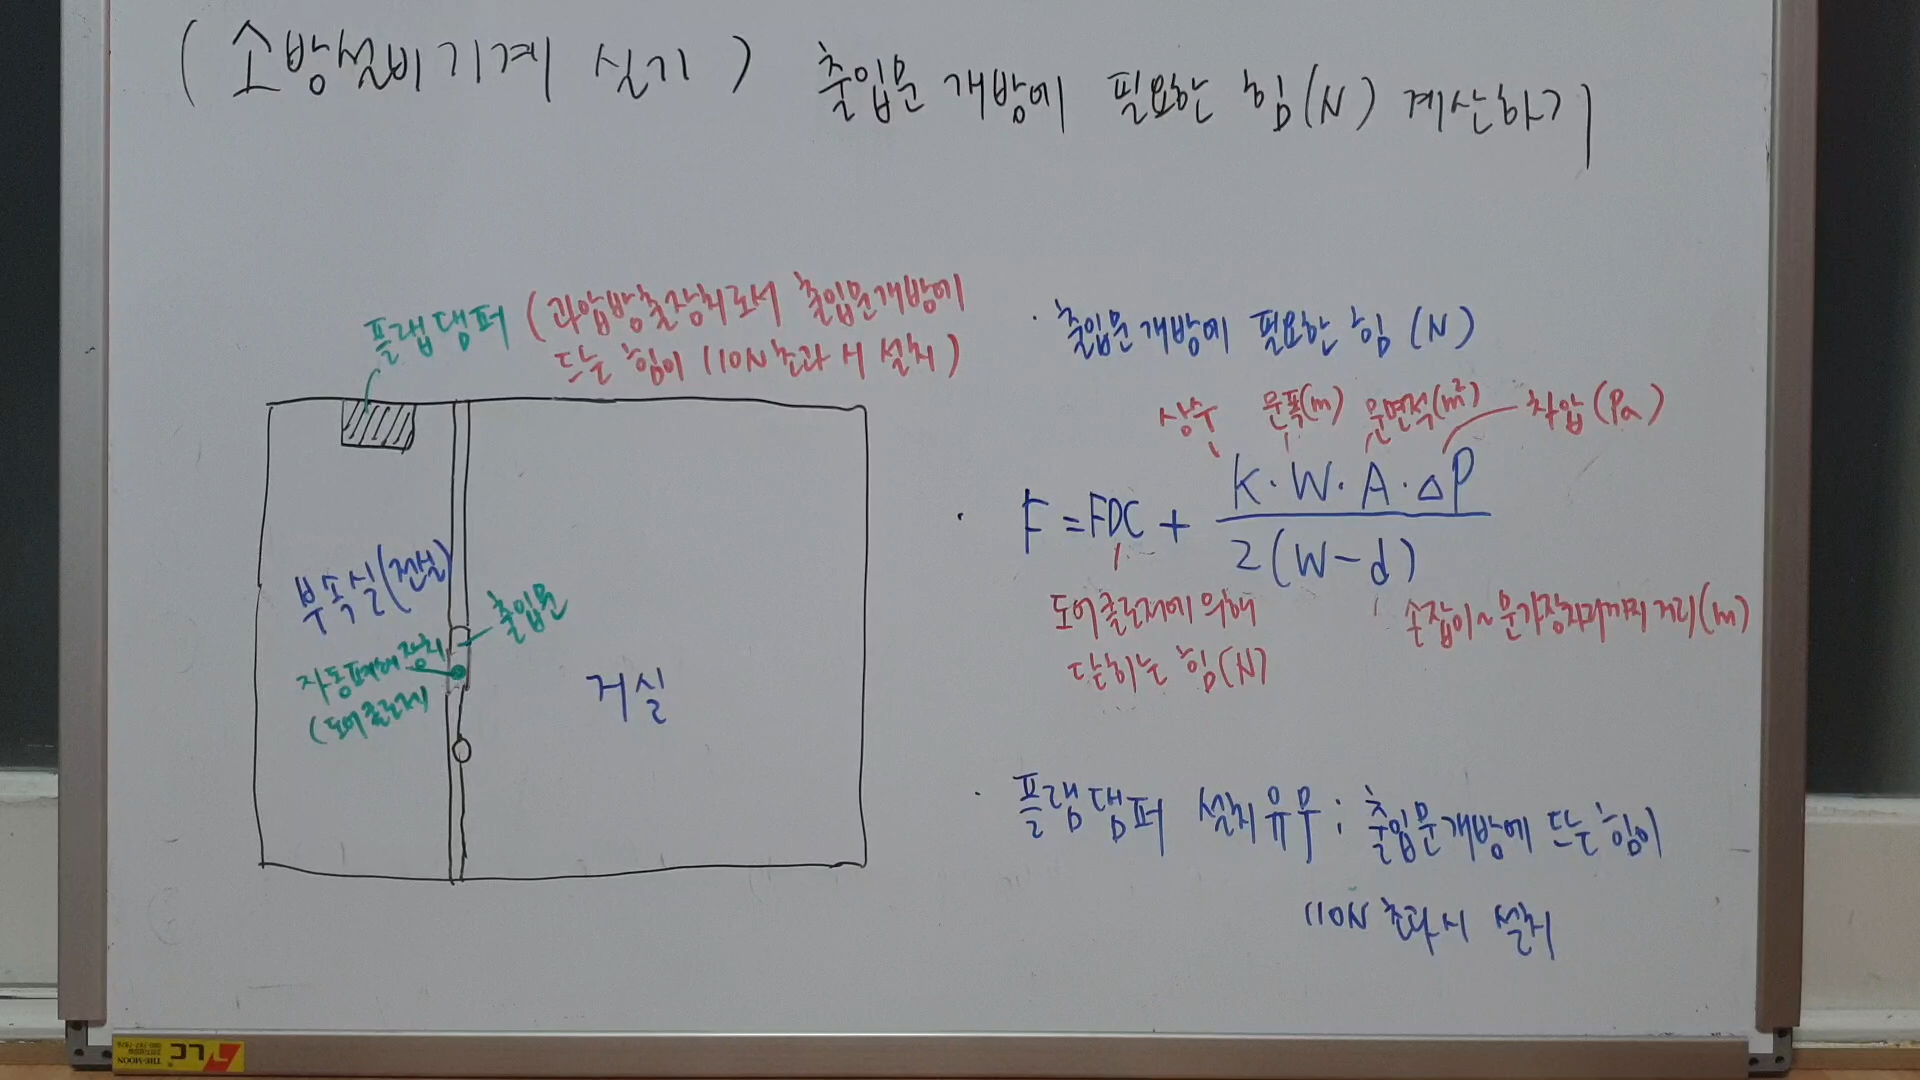 (소방설비기계 실기) 출입문 개방에 필요한 힘(N) 계산하기
플랩댐퍼 (과압방출장치로서 출입문개방에
드는 힘이 110N초과 시 설치)
부속실(전실)
출입문
자동폐쇄장치
(도어클로저)
거실
· 출입문개방에 필요한 힘 (N)
상수 문폭(m) 문면적(m²) 차압(Pa)
· F = FDC + K·W·A·△P / 2(W-d)
도어클로저에 의해
닫히는 힘(N)
손잡이~문가장자리까지 거리(m)
· 플랩댐퍼 설치유무 : 출입문개방에 드는 힘이
110N 초과시 설치
LG
THE-MOON